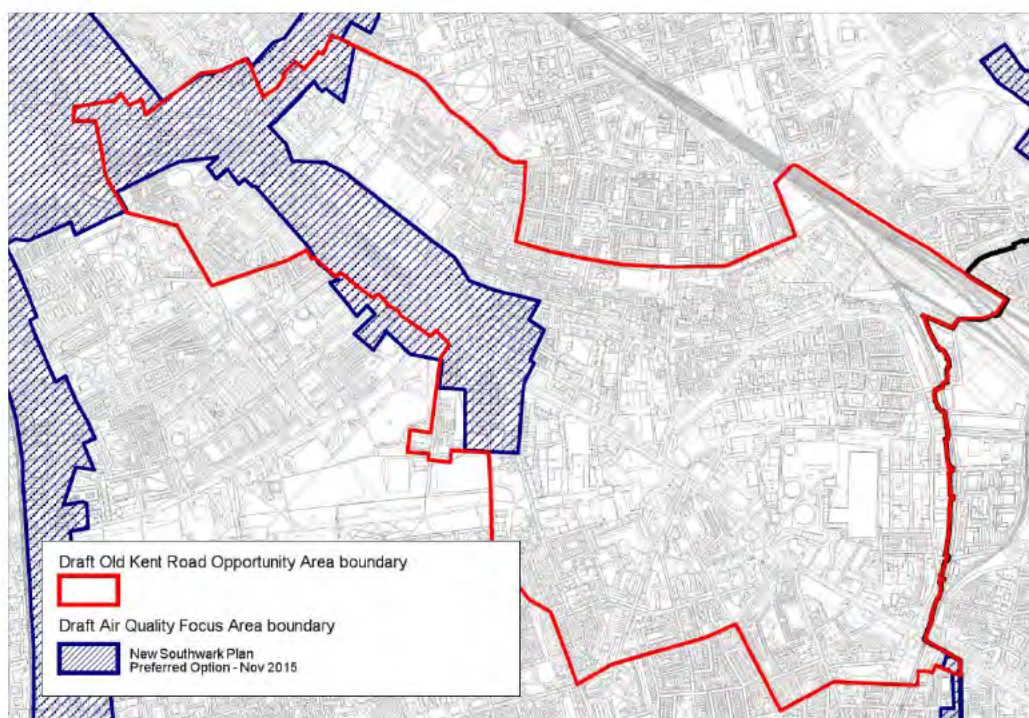 Draft Old Kent Road Opportunity Area boundary
Draft Air Quality Focus Area boundary
New Southwark Plan
Preferred Option - Nov 2015